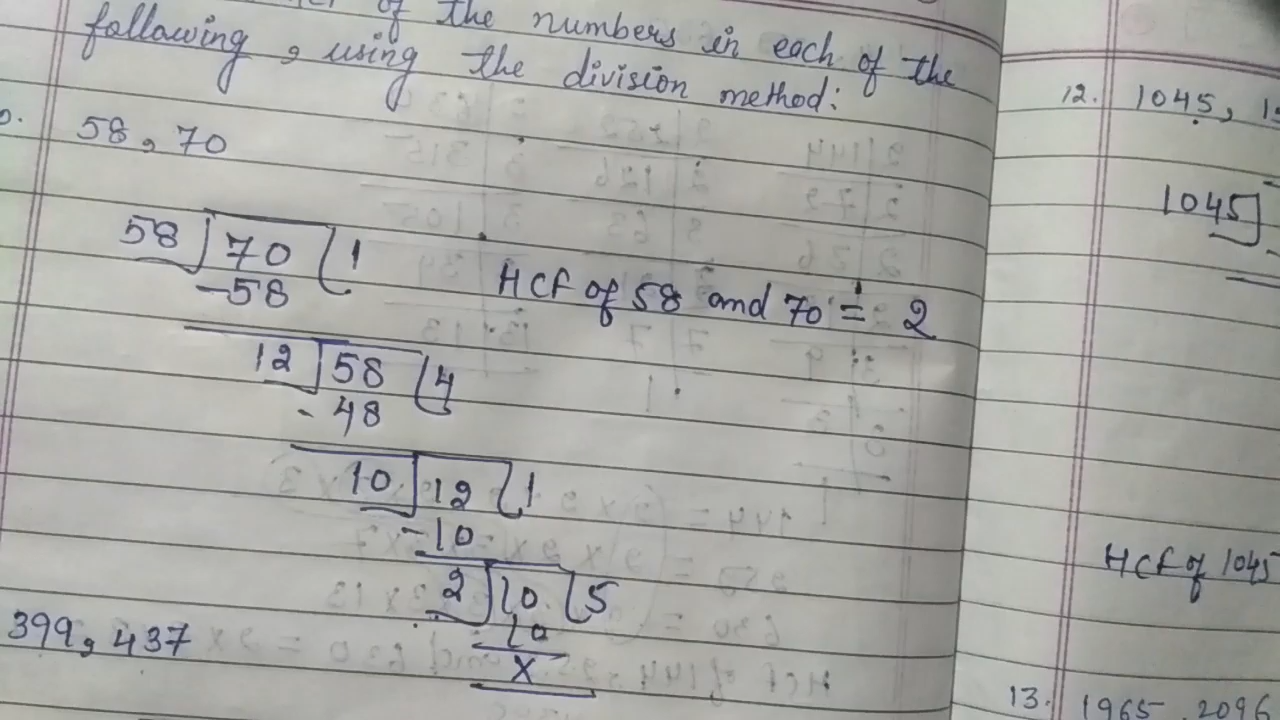 of the numbers in each of the
following, using the division method:
58, 70
58 70 1
-58
HCF of 58 and 70 = 2
12 58 4
- 48
10 12 1
-10
2 10 5
10
x
399, 437
12. 1045,
1045
HCF of 1045
13. 1965, 2096